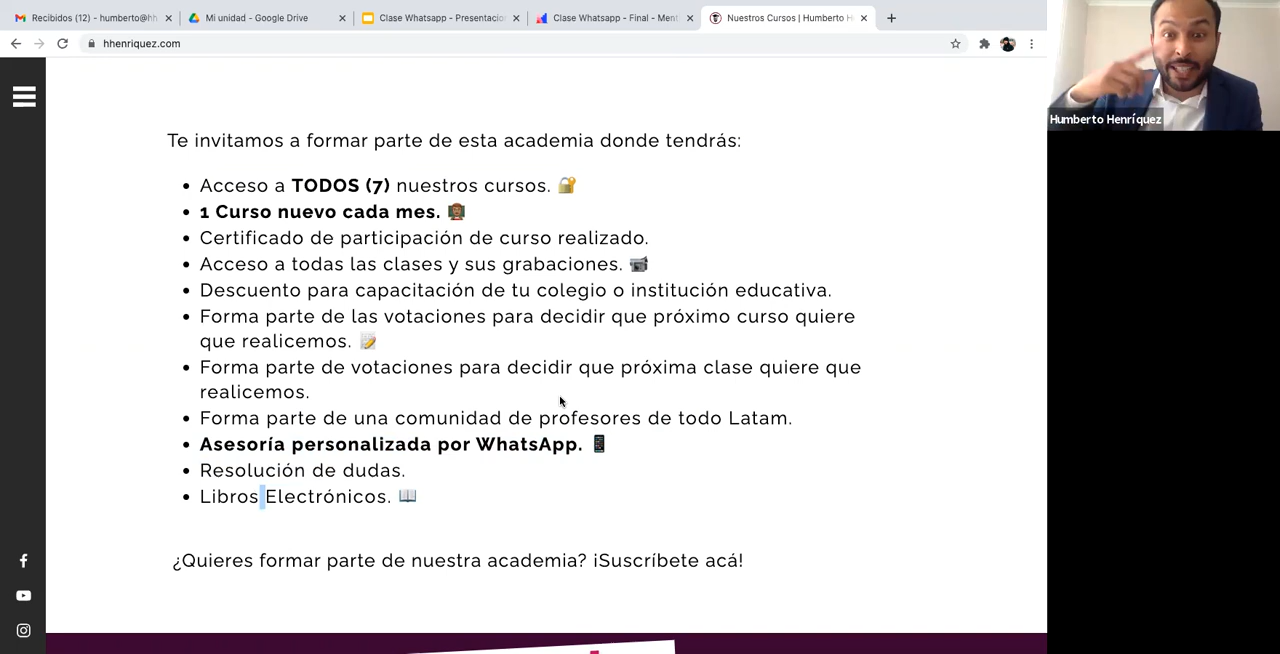 Recibidos (12) - humberto@hh
Mi unidad - Google Drive
Clase Whatsapp - Presentacio
Clase Whatsapp - Final - Ment
Nuestros Cursos | Humberto H
hhenriquez.com
Humberto Henríquez
Te invitamos a formar parte de esta academia donde tendrás:
• Acceso a TODOS (7) nuestros cursos. 🔐
• 1 Curso nuevo cada mes. 👩🏽‍🏫
• Certificado de participación de curso realizado.
• Acceso a todas las clases y sus grabaciones. 📹
• Descuento para capacitación de tu colegio o institución educativa.
• Forma parte de las votaciones para decidir que próximo curso quiere
que realicemos. 📝
• Forma parte de votaciones para decidir que próxima clase quiere que
realicemos.
• Forma parte de una comunidad de profesores de todo Latam.
• Asesoría personalizada por WhatsApp. 📱
• Resolución de dudas.
• Libros Electrónicos. 📖
¿Quieres formar parte de nuestra academia? ¡Suscríbete acá!